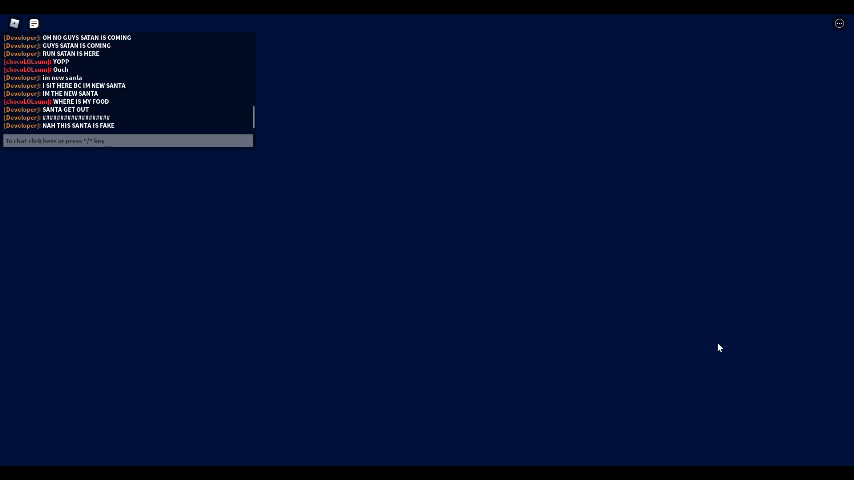 [Developer]: OH NO GUYS SATAN IS COMING
[Developer]: GUYS SATAN IS COMING
[Developer]: RUN SATAN IS HERE
[chocoLOLsum]: YOPP
[chocoLOLsum]: Ouch
[Developer]: im new santa
[Developer]: I SIT HERE BC IM NEW SANTA
[Developer]: IM THE NEW SANTA
[chocoLOLsum]: WHERE IS MY FOOD
[Developer]: SANTA GET OUT
[Developer]: ##################
[Developer]: NAH THIS SANTA IS FAKE
To chat click here or press "/" key